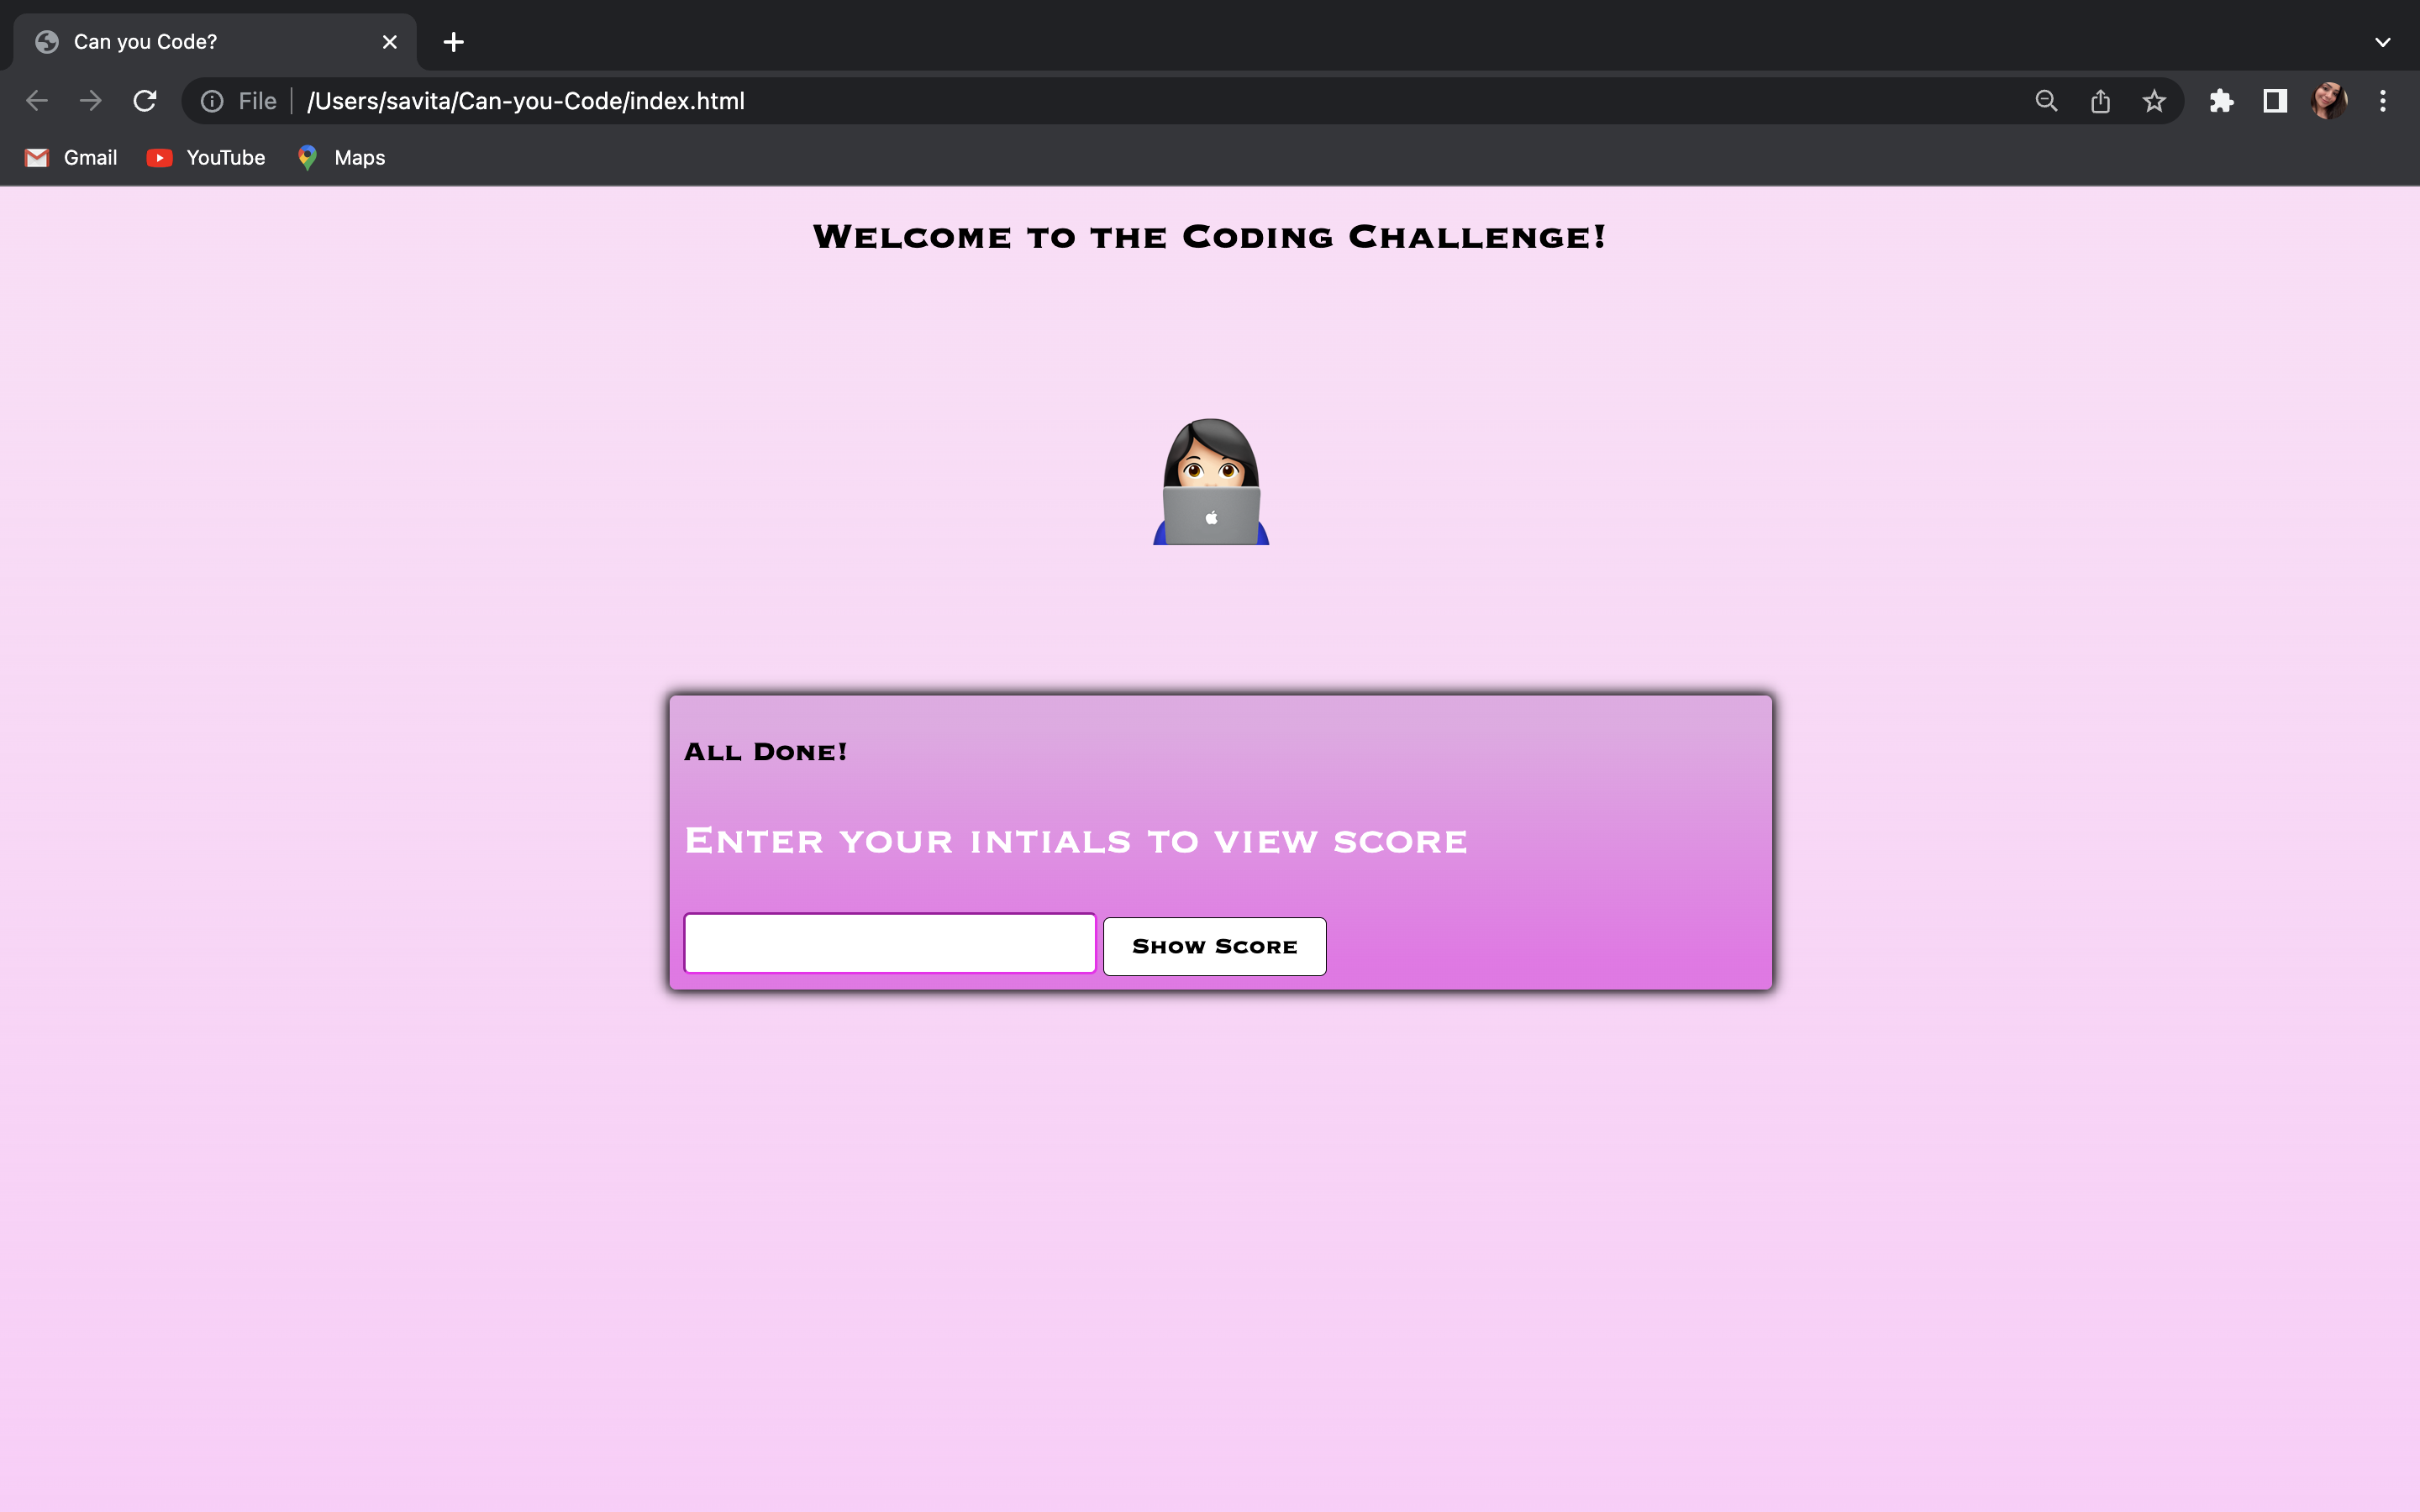 Can you Code?
File /Users/savita/Can-you-Code/index.html
Gmail YouTube Maps
Welcome to the Coding Challenge!
All Done!
Enter your intials to view score
Show Score